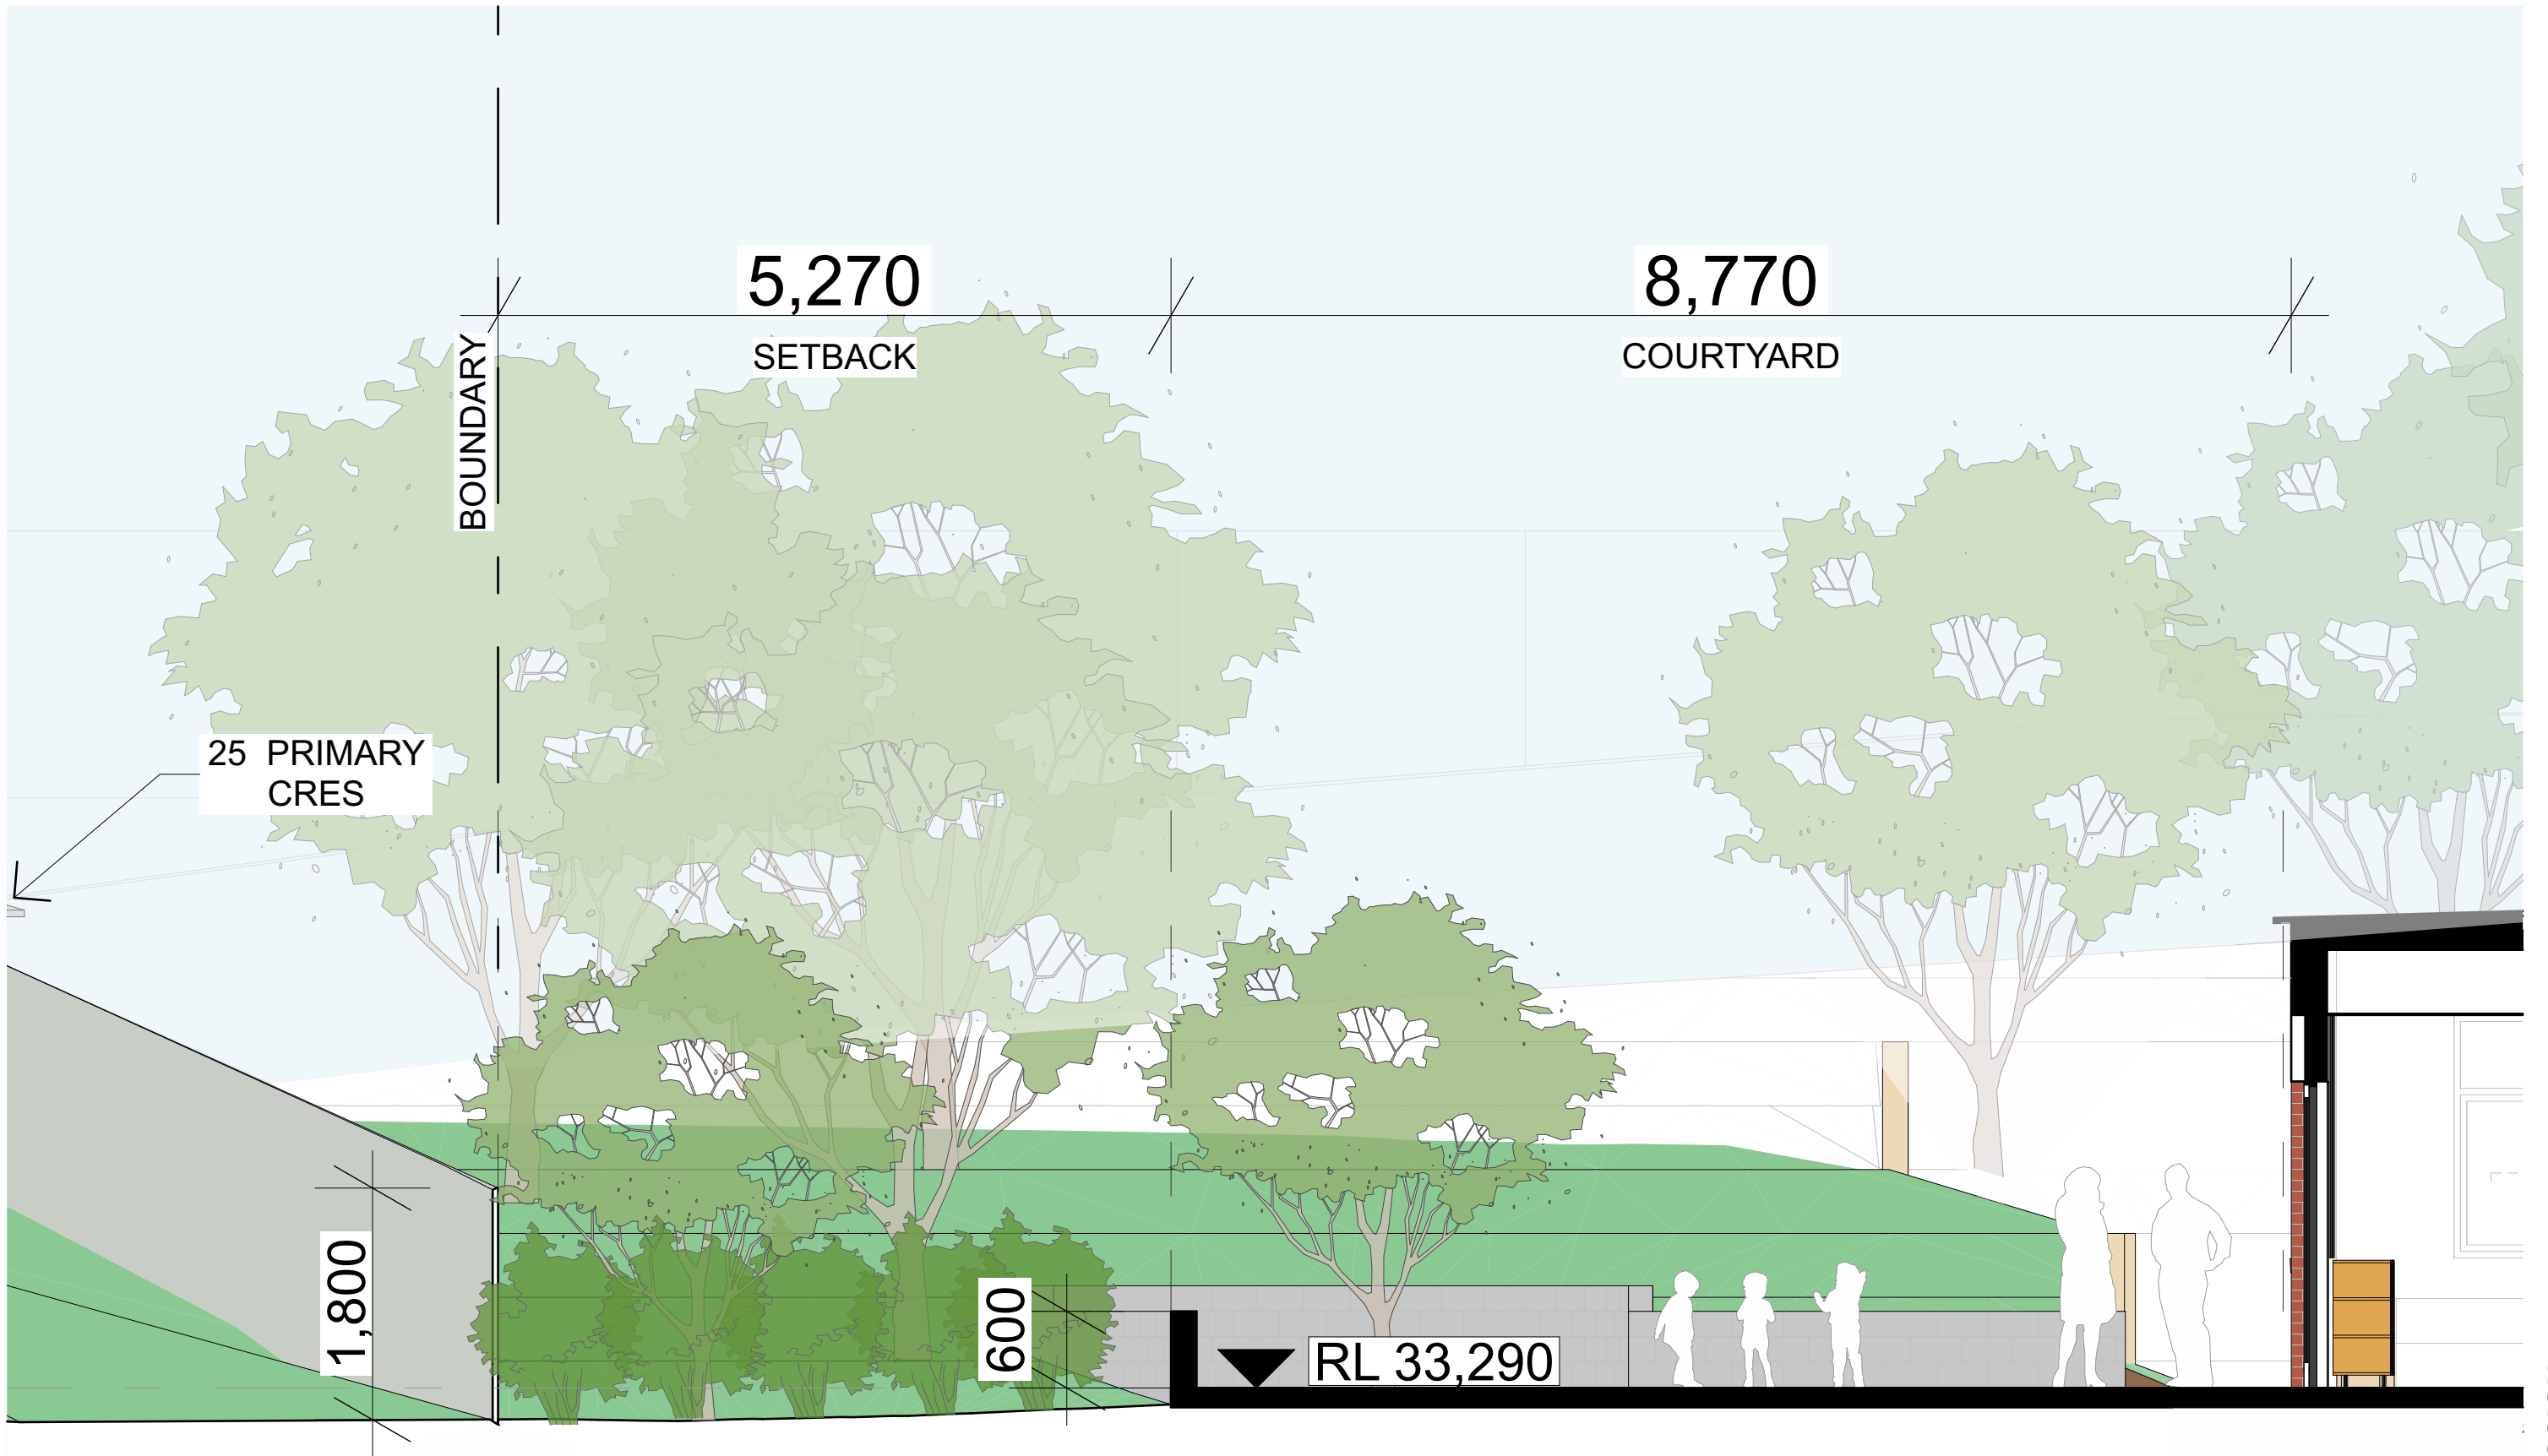 5,270
8,770
SETBACK
COURTYARD
BOUNDARY
25 PRIMARY
CRES
1,800
600
RL 33,290